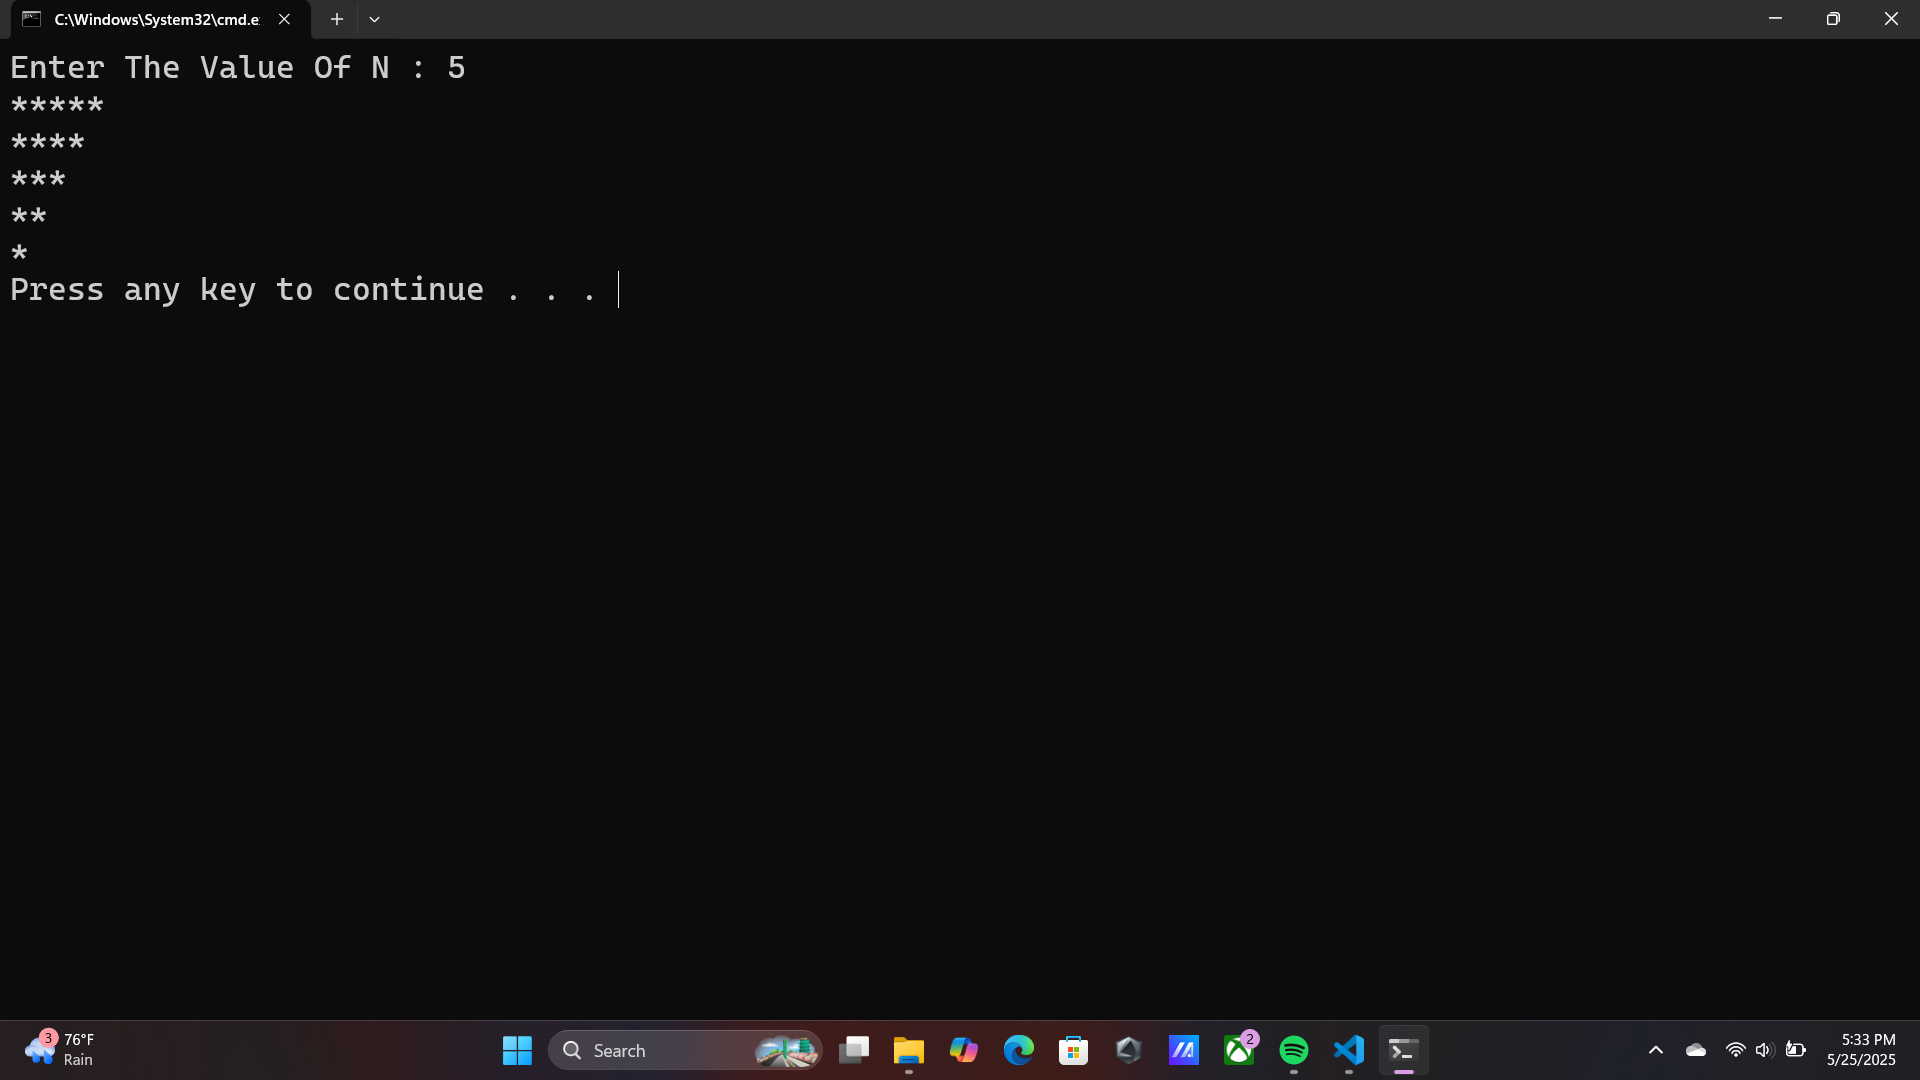 C:\Windows\System32\cmd.e
Enter The Value Of N : 5
*****
****
***
**
*
Press any key to continue . . .
3
76°F
Rain
Search
2
5:33 PM
5/25/2025